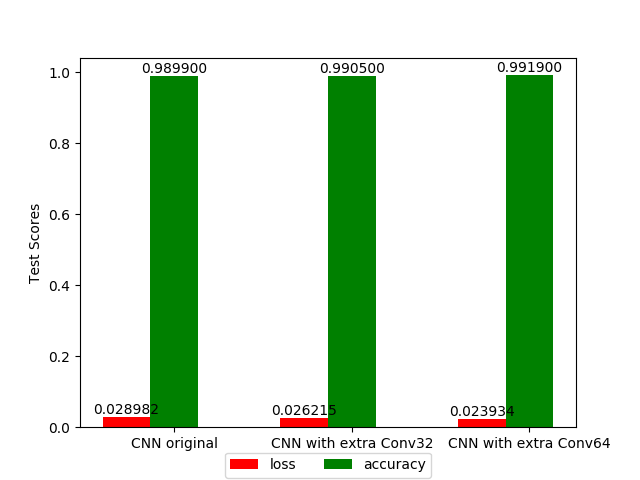 0.989900 0.990500 0.991900
1.0
0.8
0.6
Test Scores
0.4
0.2
0.028982 0.026215 0.023934
0.0
CNN original CNN with extra Conv32 CNN with extra Conv64
loss accuracy